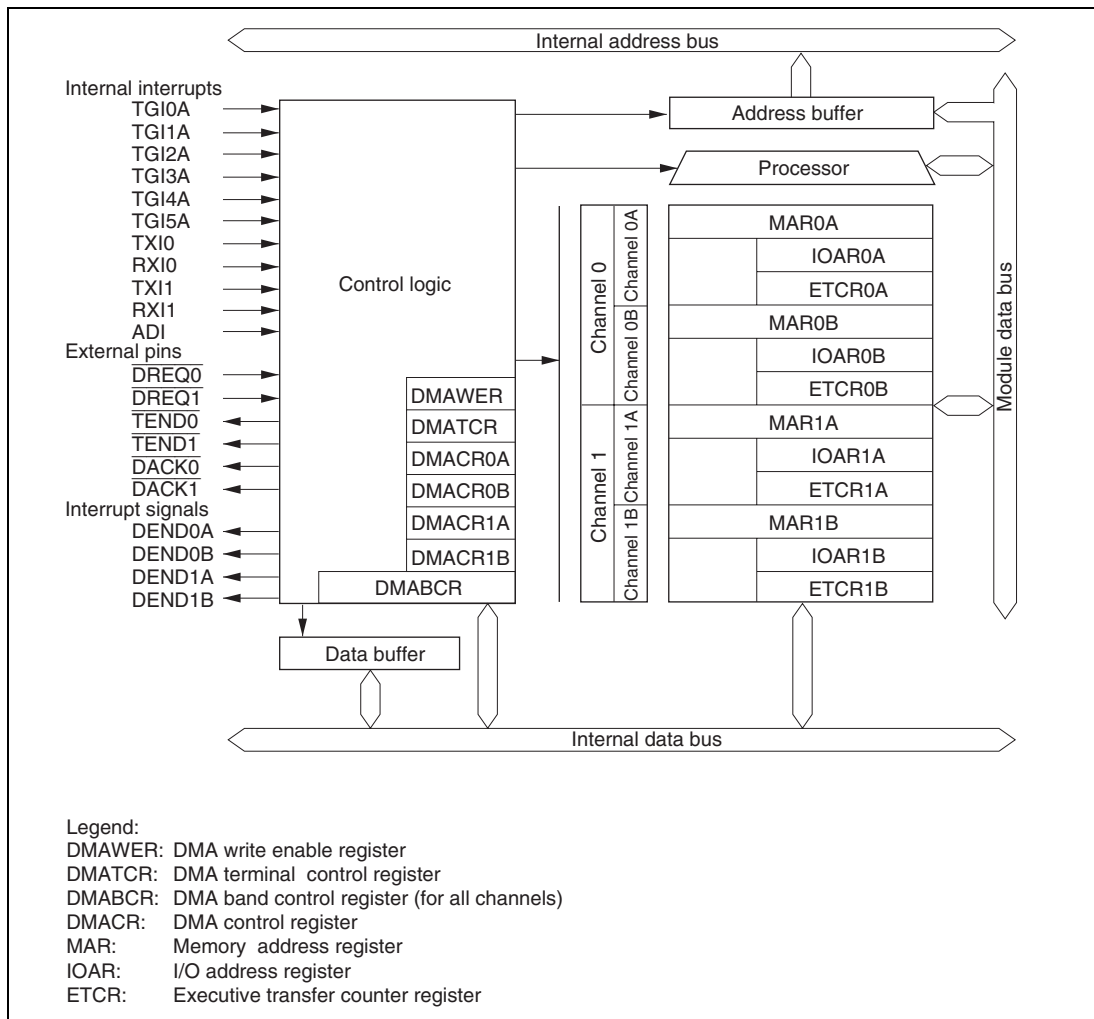 Internal address bus
Internal interrupts
TGI0A
TGI1A
TGI2A
TGI3A
TGI4A
TGI5A
TXI0
RXI0
TXI1
RXI1
ADI
External pins
DREQ0
DREQ1
TEND0
TEND1
DACK0
DACK1
Interrupt signals
DEND0A
DEND0B
DEND1A
DEND1B
Control logic
DMAWER
DMATCR
DMACR0A
DMACR0B
DMACR1A
DMACR1B
DMABCR
Data buffer
Address buffer
Processor
Channel 0
Channel 0A
Channel 0B
Channel 1
Channel 1A
Channel 1B
MAR0A
IOAR0A
ETCR0A
MAR0B
IOAR0B
ETCR0B
MAR1A
IOAR1A
ETCR1A
MAR1B
IOAR1B
ETCR1B
Module data bus
Internal data bus
Legend:
DMAWER: DMA write enable register
DMATCR: DMA terminal control register
DMABCR: DMA band control register (for all channels)
DMACR: DMA control register
MAR: Memory address register
IOAR: I/O address register
ETCR: Executive transfer counter register